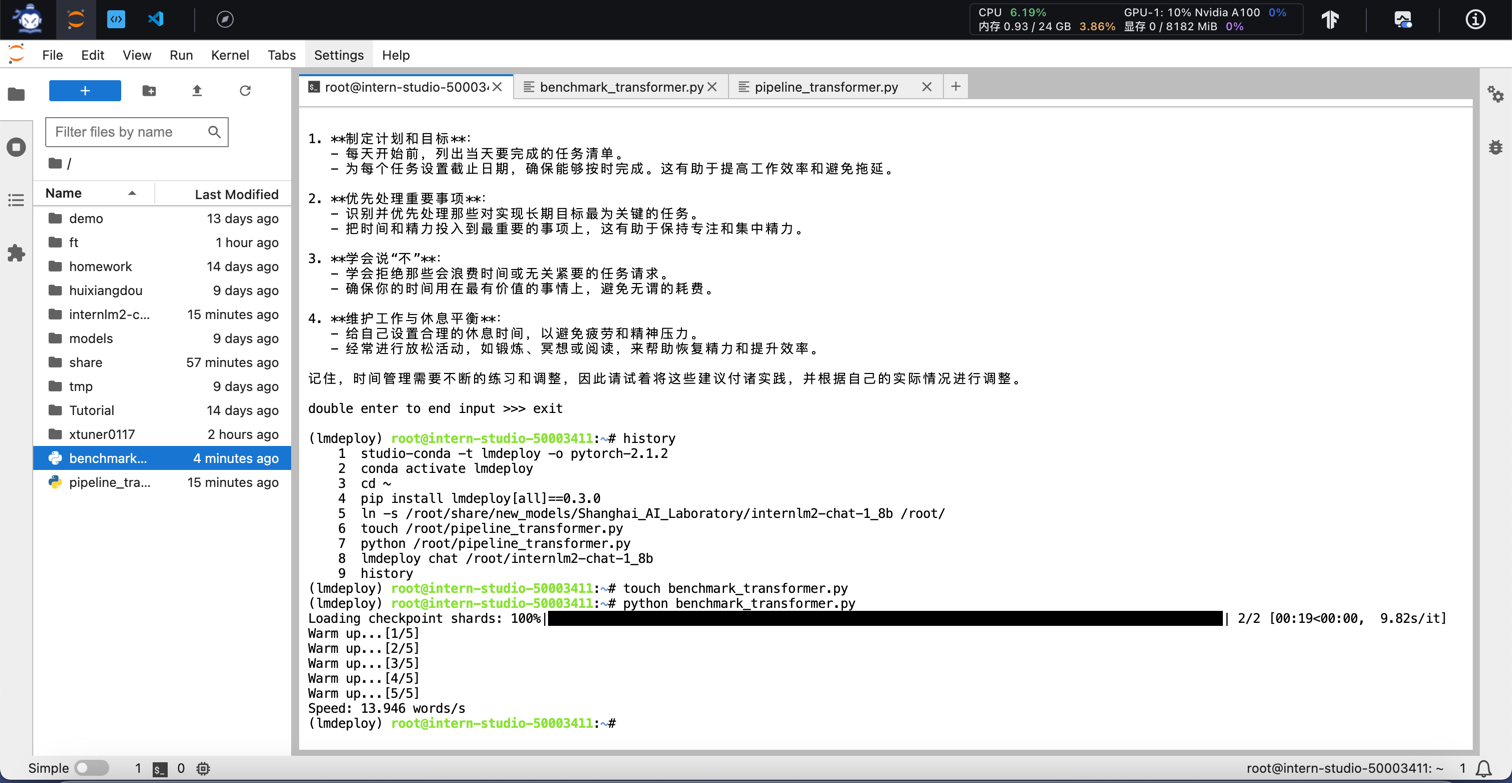 CPU 6.19% GPU-1: 10% Nvidia A100 0%
内存 0.93 / 24 GB 3.86% 显存 0 / 8182 MiB 0%
File Edit View Run Kernel Tabs Settings Help
root@intern-studio-50003 benchmark_transformer.py pipeline_transformer.py
Filter files by name
/
Name Last Modified
demo 13 days ago
ft 1 hour ago
homework 14 days ago
huixiangdou 9 days ago
internlm2-c... 15 minutes ago
models 9 days ago
share 57 minutes ago
tmp 9 days ago
Tutorial 14 days ago
xtuner0117 2 hours ago
benchmark... 4 minutes ago
pipeline_tra... 15 minutes ago
1. **制定计划和目标**:
- 每天开始前，列出当天要完成的任务清单。
- 为每个任务设置截止日期，确保能够按时完成。这有助于提高工作效率和避免拖延。
2. **优先处理重要事项**:
- 识别并优先处理那些对实现长期目标最为关键的任务。
- 把时间和精力投入到最重要的事项上，这有助于保持专注和集中精力。
3. **学会说“不”**:
- 学会拒绝那些会浪费时间或无关紧要的任务请求。
- 确保你的时间用在最有价值的事情上，避免无谓的耗费。
4. **维护工作与休息平衡**:
- 给自己设置合理的休息时间，以避免疲劳和精神压力。
- 经常进行放松活动，如锻炼、冥想或阅读，来帮助恢复精力和提升效率。
记住，时间管理需要不断的练习和调整，因此请试着将这些建议付诸实践，并根据自己的实际情况进行调整。
double enter to end input >>> exit
(lmdeploy) root@intern-studio-50003411:~# history
1 studio-conda -t lmdeploy -o pytorch-2.1.2
2 conda activate lmdeploy
3 cd ~
4 pip install lmdeploy[all]==0.3.0
5 ln -s /root/share/new_models/Shanghai_AI_Laboratory/internlm2-chat-1_8b /root/
6 touch /root/pipeline_transformer.py
7 python /root/pipeline_transformer.py
8 lmdeploy chat /root/internlm2-chat-1_8b
9 history
(lmdeploy) root@intern-studio-50003411:~# touch benchmark_transformer.py
(lmdeploy) root@intern-studio-50003411:~# python benchmark_transformer.py
Loading checkpoint shards: 100%| | 2/2 [00:19<00:00, 9.82s/it]
Warm up...[1/5]
Warm up...[2/5]
Warm up...[3/5]
Warm up...[4/5]
Warm up...[5/5]
Speed: 13.946 words/s
(lmdeploy) root@intern-studio-50003411:~#
Simple 1 0 root@intern-studio-50003411: ~ 1